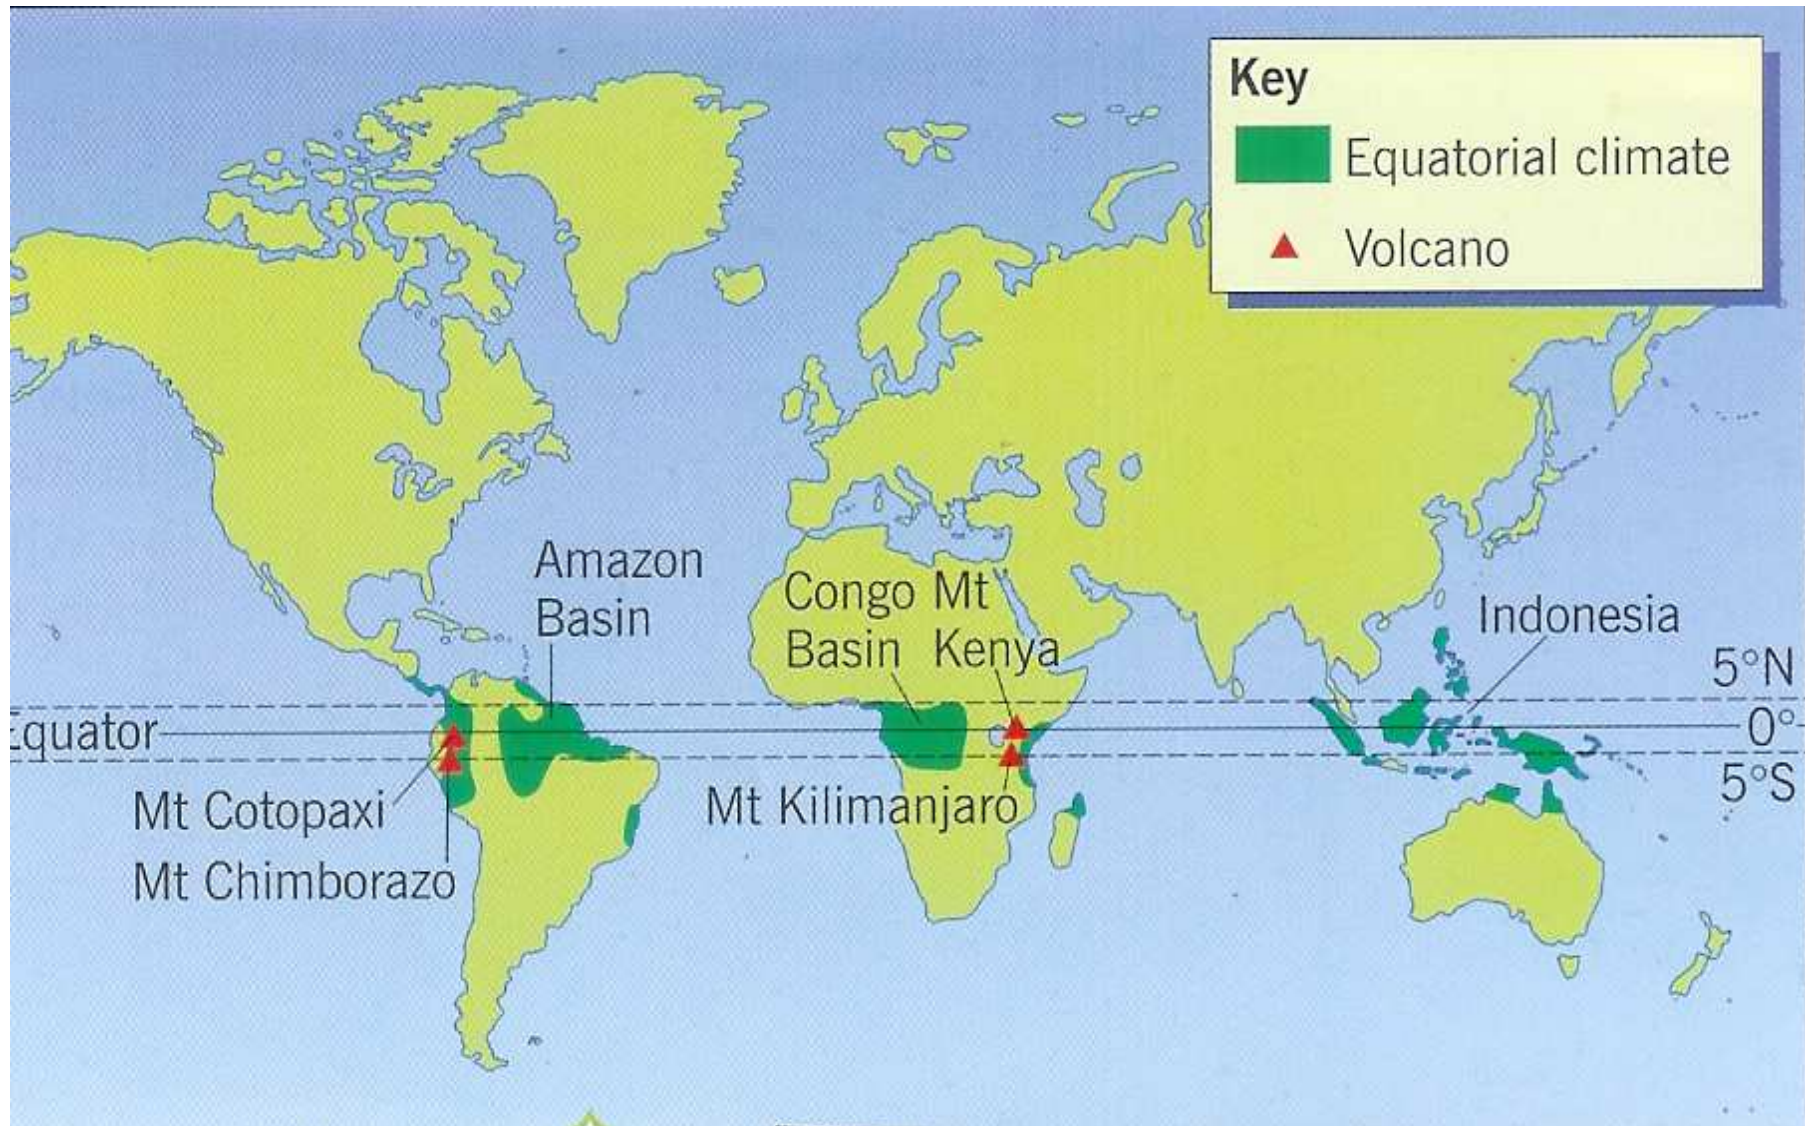 Key
Equatorial climate
Volcano
Amazon
Basin
Congo
Basin
Mt
Kenya
Indonesia
5°N
Equator
0°
5°S
Mt Cotopaxi
Mt Kilimanjaro
Mt Chimborazo